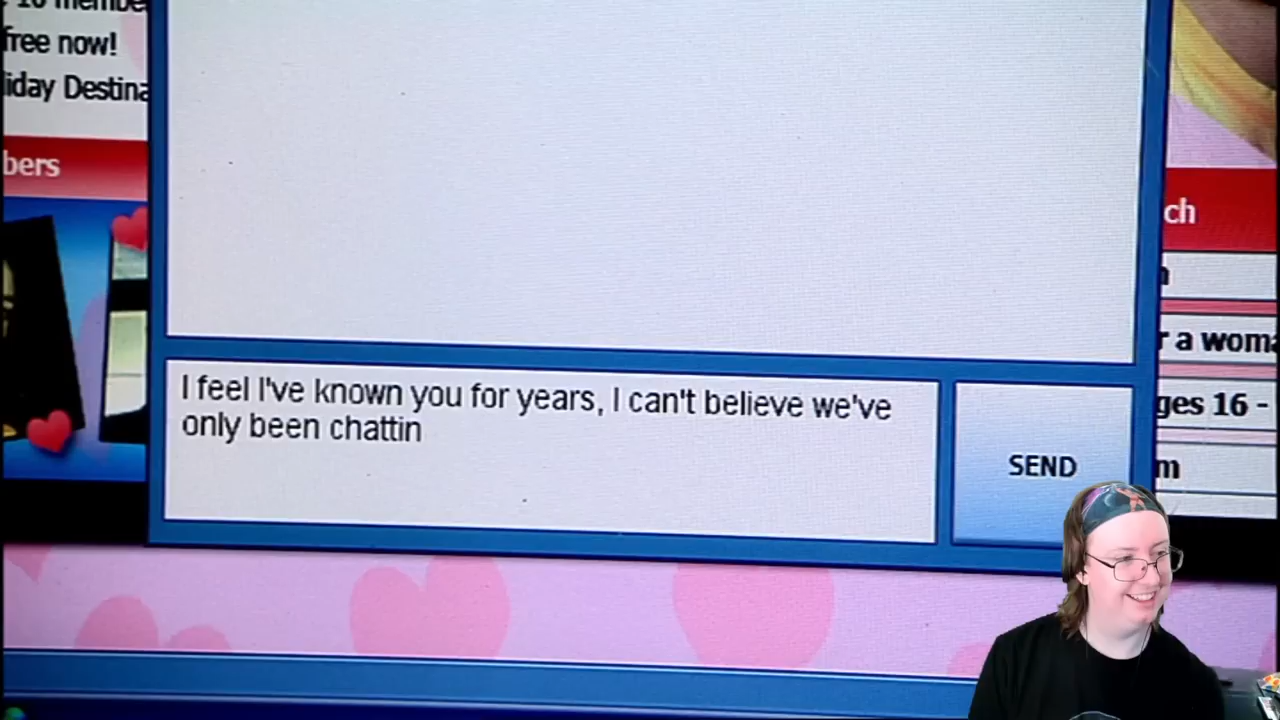 free now!
iday Destina
bers
ch
r a woma
I feel I've known you for years, I can't believe we've
only been chattin
ges 16 -
SEND
m